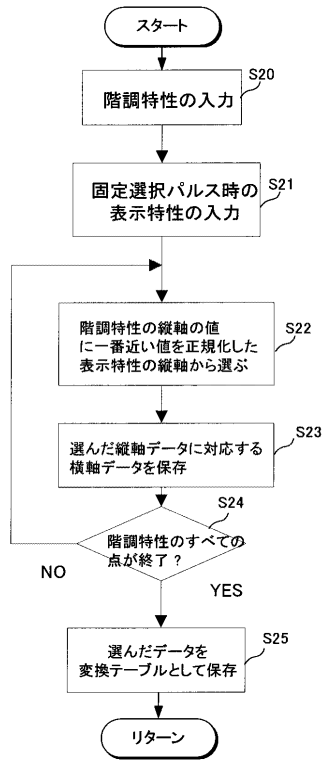 スタート
S20
階調特性の入力
S21
固定選択パルス時の
表示特性の入力
S22
階調特性の縦軸の値
に一番近い値を正規化した
表示特性の縦軸から選ぶ
S23
選んだ縦軸データに対応する
横軸データを保存
S24
階調特性のすべての
点が終了?
NO
YES
S25
選んだデータを
変換テーブルとして保存
リターン